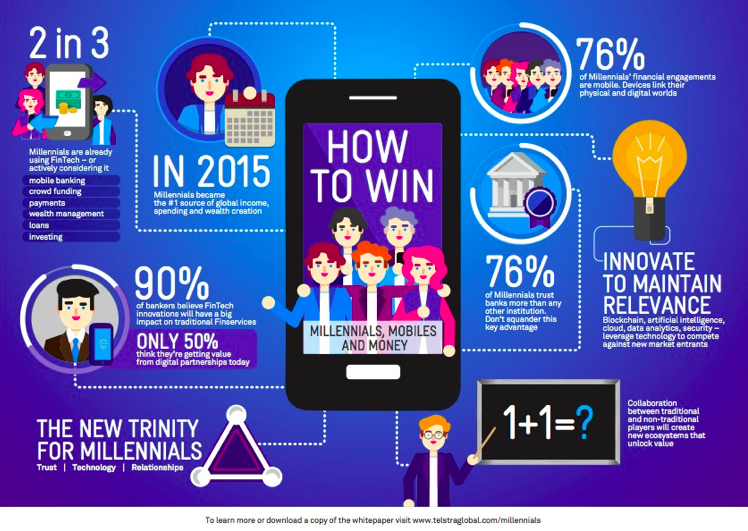 2 in 3
Millennials are already
using FinTech – or
actively considering it
mobile banking
crowd funding
payments
wealth management
loans
investing
IN 2015
Millennials became
the #1 source of global income,
spending and wealth creation
HOW
TO WIN
MILLENNIALS, MOBILES
AND MONEY
76%
of Millennials' financial engagements
are mobile. Devices link their
physical and digital worlds
76%
of Millennials trust
banks more than any
other institution.
Don't squander this
key advantage
INNOVATE
TO MAINTAIN
RELEVANCE
Blockchain, artificial intelligence,
cloud, data analytics, security –
leverage technology to compete
against new market entrants
90%
of bankers believe FinTech
innovations will have a big
impact on traditional Finservices
ONLY 50%
think they're getting value
from digital partnerships today
THE NEW TRINITY
FOR MILLENNIALS
Trust | Technology | Relationships
1+1=?
Collaboration
between traditional
and non-traditional
players will create
new ecosystems that
unlock value
To learn more or download a copy of the whitepaper visit www.telstraglobal.com/millennials